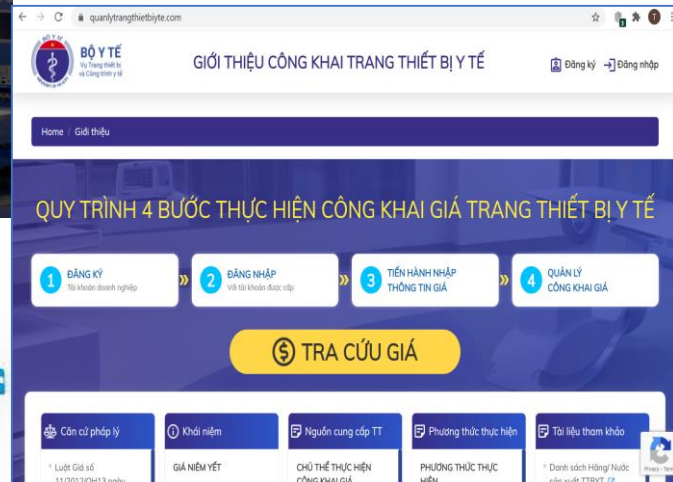 quanlytrangthietbiyte.com
BỘ Y TẾ
Vụ Trang thiết bị
và Công trình y tế
GIỚI THIỆU CÔNG KHAI TRANG THIẾT BỊ Y TẾ
Đăng ký
Đăng nhập
Home / Giới thiệu
QUY TRÌNH 4 BƯỚC THỰC HIỆN CÔNG KHAI GIÁ TRANG THIẾT BỊ Y TẾ
1 ĐĂNG KÝ
Tài khoản doanh nghiệp
» 2 ĐĂNG NHẬP
Với tài khoản được cấp
» 3 TIẾN HÀNH NHẬP
THÔNG TIN GIÁ
» 4 QUẢN LÝ
CÔNG KHAI GIÁ
TRA CỨU GIÁ
Căn cứ pháp lý
* Luật Giá số
11/2012/QH13 ngày
Khái niệm
GIÁ NIÊM YẾT
Nguồn cung cấp TT
CHỦ THỂ THỰC HIỆN
CÔNG KHAI GIÁ
Phương thức thực hiện
PHƯƠNG THỨC THỰC
HIỆN
Tài liệu tham khảo
* Danh sách Hãng/ Nước
sản xuất TTBYT